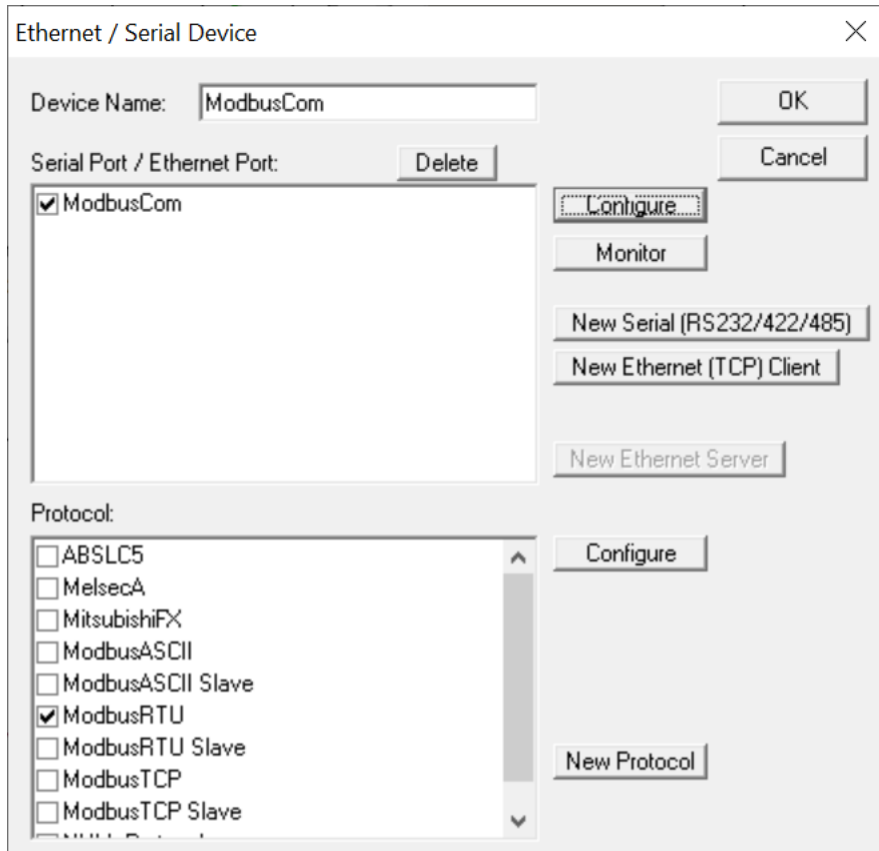 Ethernet / Serial Device
Device Name: ModbusCom OK
Serial Port / Ethernet Port: Delete Cancel
ModbusCom Configure
Monitor
New Serial (RS232/422/485)
New Ethernet (TCP) Client
New Ethernet Server
Protocol:
ABSLC5 Configure
MelsecA
MitsubishiFX
ModbusASCII
ModbusASCII Slave
ModbusRTU
ModbusRTU Slave New Protocol
ModbusTCP
ModbusTCP Slave